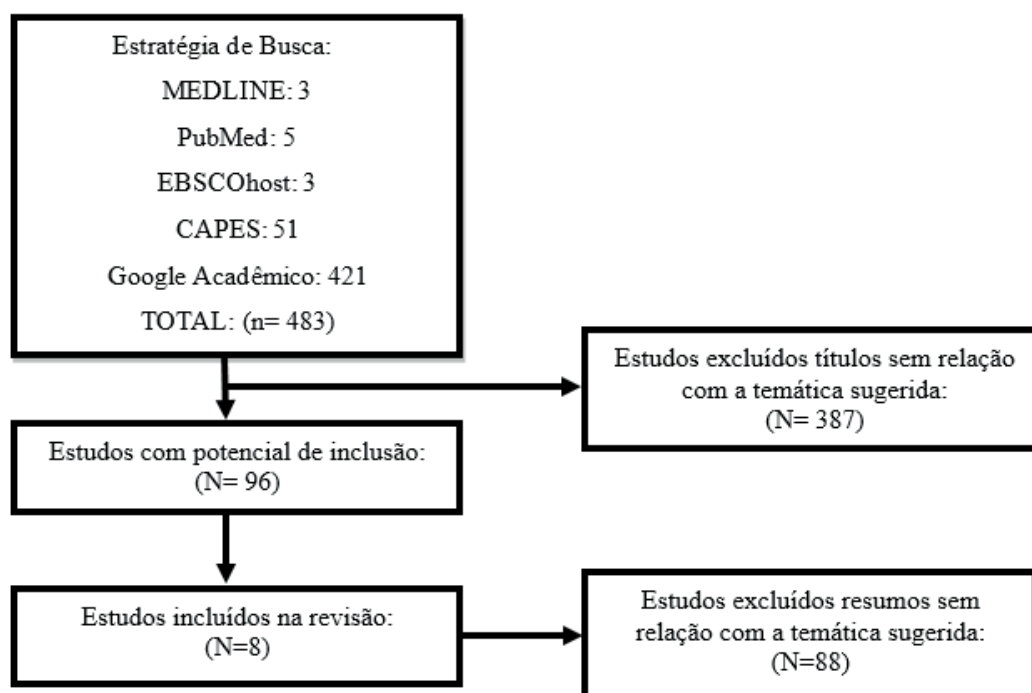 Estratégia de Busca:
MEDLINE: 3
PubMed: 5
EBSCOhost: 3
CAPES: 51
Google Acadêmico: 421
TOTAL: (n= 483)
Estudos excluídos títulos sem relação
com a temática sugerida:
(N= 387)
Estudos com potencial de inclusão:
(N= 96)
Estudos incluídos na revisão:
(N=8)
Estudos excluídos resumos sem
relação com a temática sugerida:
(N=88)